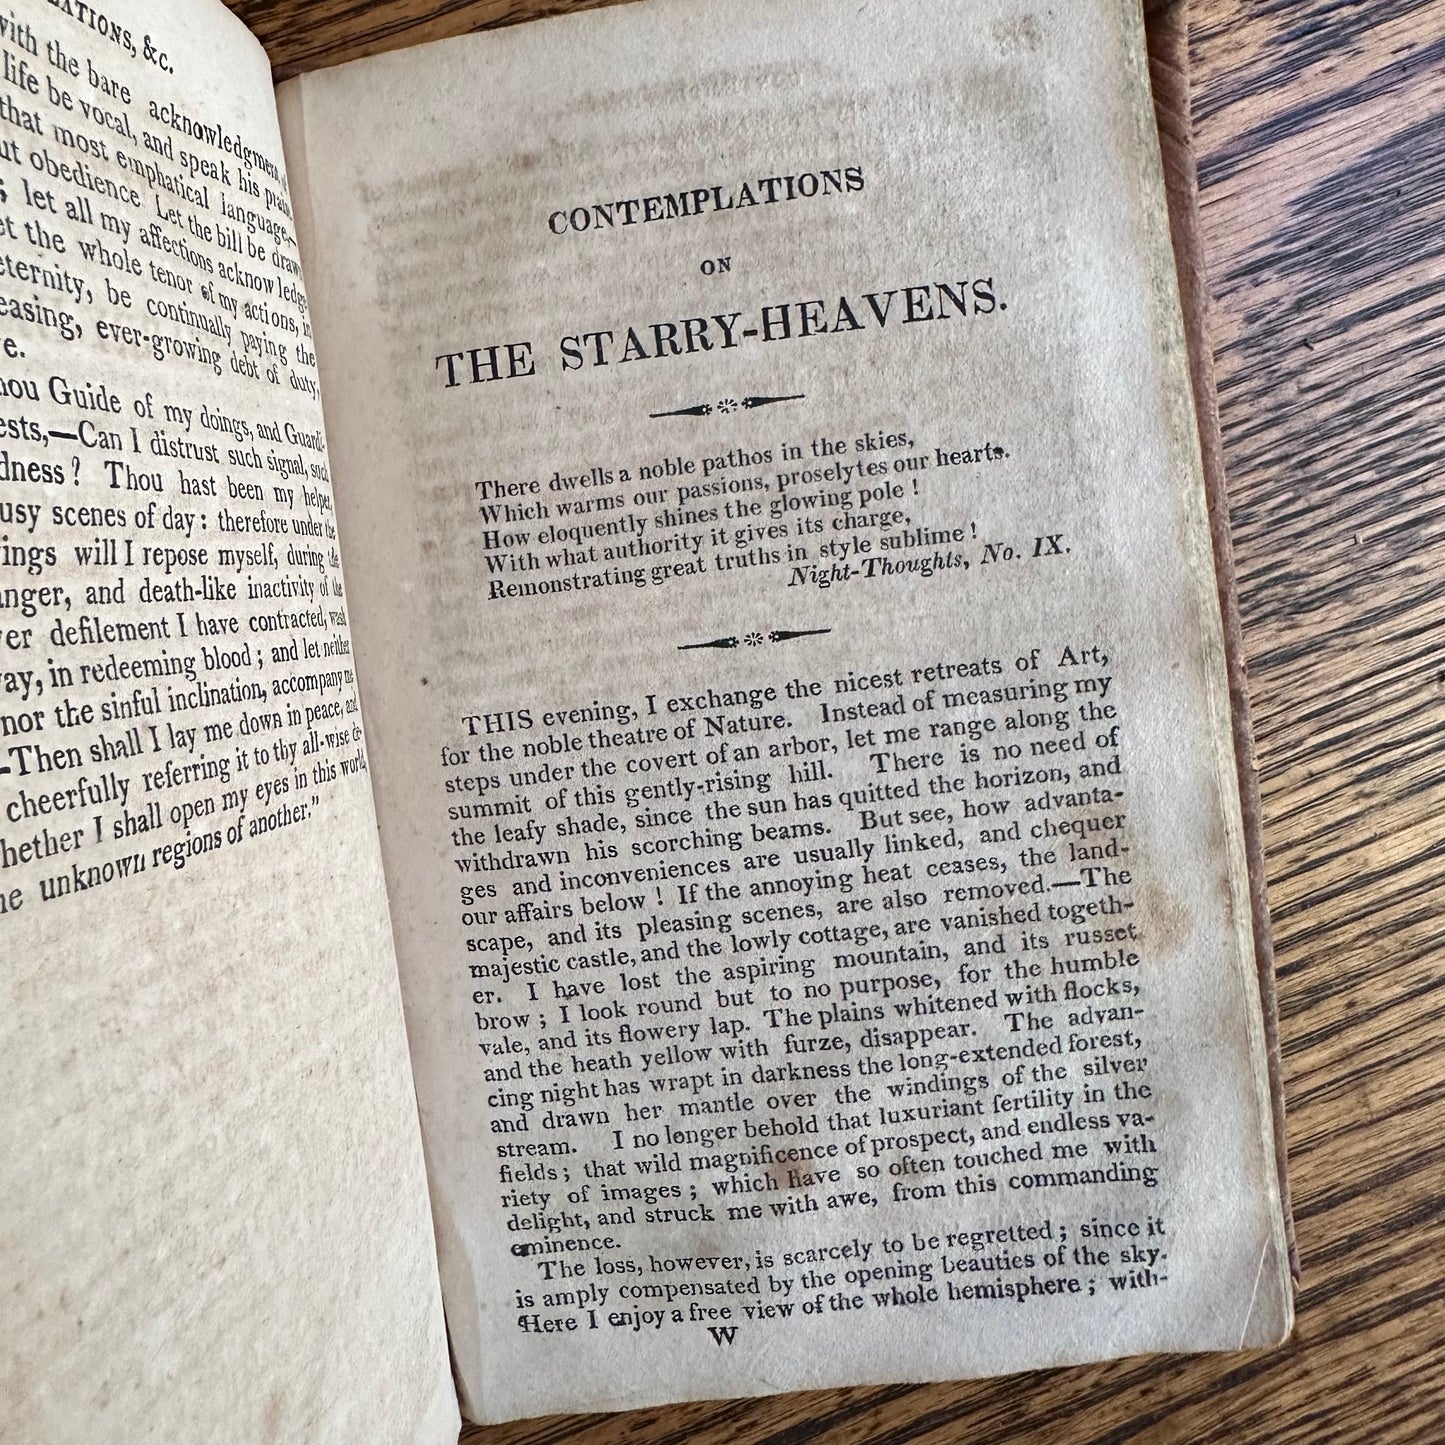 ATIONS, &c.
with the bare acknowledgment
life be vocal, and speak his praise
that most emphatical language,—
obedience. Let the bill be draw
; let all my affections acknowledg
the whole tenor of my actions, in
eternity, be continually paying the
easing, ever-growing debt of duty,
Guide of my doings, and Guardi-
ests,—Can I distrust such signal, such
dness? Thou hast been my helper,
usy scenes of day: therefore under the
ings will I repose myself, during the
anger, and death-like inactivity of the
er defilement I have contracted, wash
ay, in redeeming blood; and let neither
nor the sinful inclination, accompany me
—Then shall I lay me down in peace, and
cheerfully referring it to thy all-wise di-
hether I shall open my eyes in this world,
unknown regions of another."
CONTEMPLATIONS
ON
THE STARRY-HEAVENS.
There dwells a noble pathos in the skies,
Which warms our passions, proselytes our hearts.
How eloquently shines the glowing pole!
With what authority it gives its charge,
Remonstrating great truths in style sublime!
Night-Thoughts, No. IX.
THIS evening, I exchange the nicest retreats of Art,
for the noble theatre of Nature. Instead of measuring my
steps under the covert of an arbor, let me range along the
summit of this gently-rising hill. There is no need of
the leafy shade, since the sun has quitted the horizon, and
withdrawn his scorching beams. But see, how advanta-
ges and inconveniences are usually linked, and chequer
our affairs below! If the annoying heat ceases, the land-
scape, and its pleasing scenes, are also removed.—The
majestic castle, and the lowly cottage, are vanished togeth-
er. I have lost the aspiring mountain, and its russet
brow; I look round but to no purpose, for the humble
vale, and its flowery lap. The plains whitened with flocks,
and the heath yellow with furze, disappear. The advan-
cing night has wrapt in darkness the long-extended forest,
and drawn her mantle over the windings of the silver
stream. I no longer behold that luxuriant fertility in the
fields; that wild magnificence of prospect, and endless va-
riety of images; which have so often touched me with
delight, and struck me with awe, from this commanding
eminence.
The loss, however, is scarcely to be regretted; since it
is amply compensated by the opening beauties of the sky.
Here I enjoy a free view of the whole hemisphere; with-
W